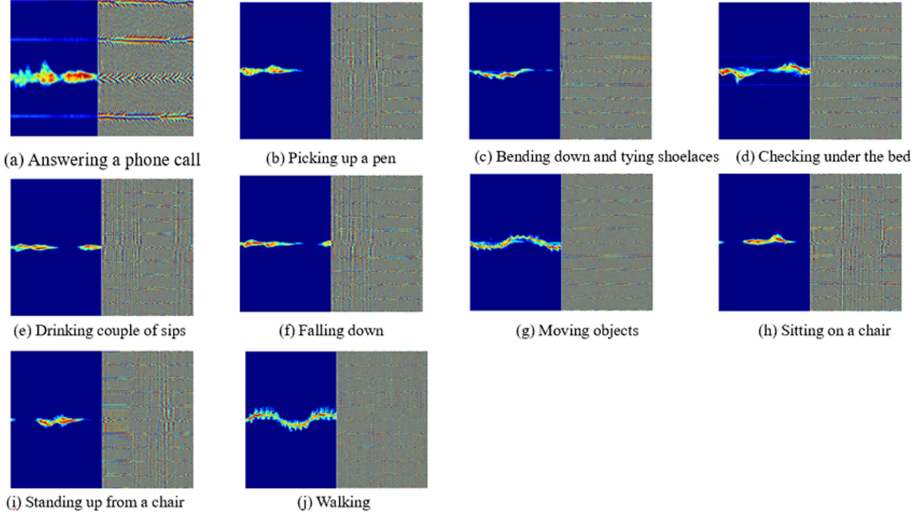 (a) Answering a phone call
(b) Picking up a pen
(c) Bending down and tying shoelaces
(d) Checking under the bed
(e) Drinking couple of sips
(f) Falling down
(g) Moving objects
(h) Sitting on a chair
(i) Standing up from a chair
(j) Walking